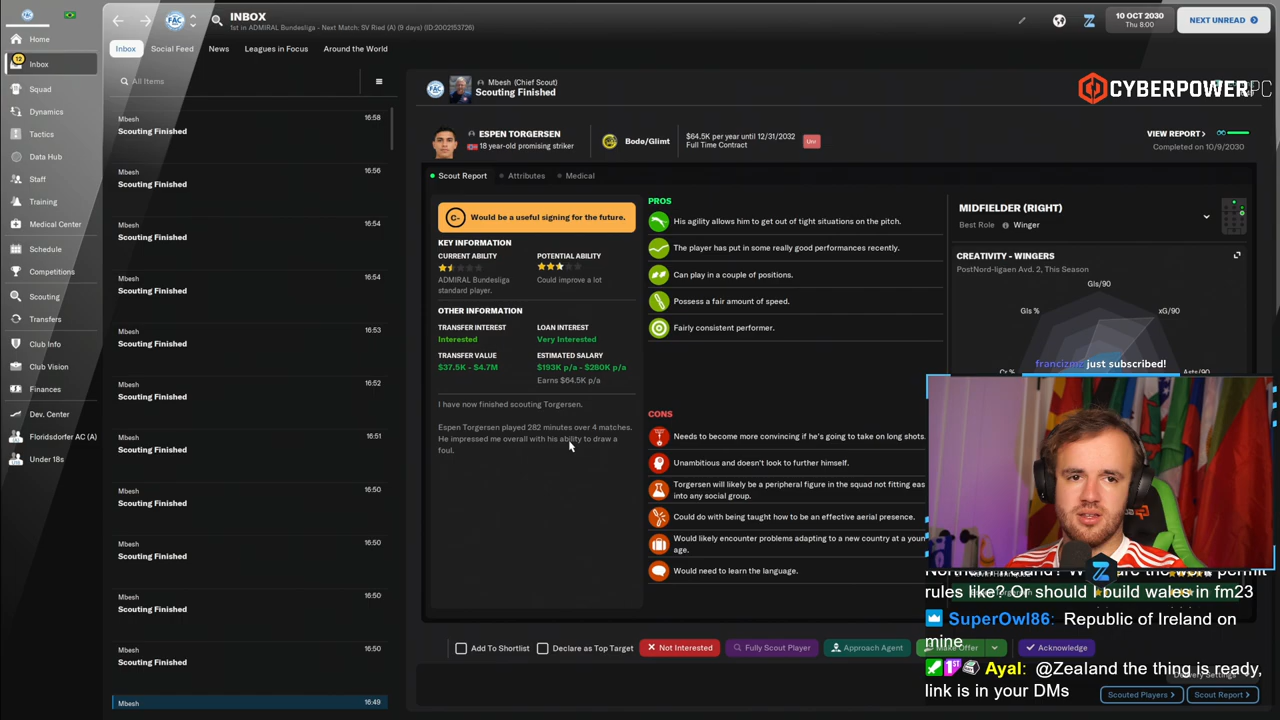 INBOX
1st in ADMIRAL Bundesliga - Next Match: SV Ried (A) (9 days) (ID:2002153726)
10 OCT 2030
Thu 8:00
NEXT UNREAD
Home
12
Inbox
Squad
Dynamics
Tactics
Data Hub
Staff
Training
Medical Center
Schedule
Competitions
Scouting
Transfers
Club Info
Club Vision
Finances
Dev. Center
Floridsdorfer AC (A)
Under 18s
Inbox
Social Feed
News
Leagues in Focus
Around the World
All Items
Mbesh 16:58
Scouting Finished
Mbesh 16:56
Scouting Finished
Mbesh 16:54
Scouting Finished
Mbesh 16:54
Scouting Finished
Mbesh 16:53
Scouting Finished
Mbesh 16:52
Scouting Finished
Mbesh 16:51
Scouting Finished
Mbesh 16:50
Scouting Finished
Mbesh 16:50
Scouting Finished
Mbesh 16:50
Scouting Finished
Mbesh 16:50
Scouting Finished
Mbesh 16:49
Mbesh (Chief Scout)
Scouting Finished
CYBERPOWERPC
ESPEN TORGERSEN
18 year-old promising striker
Bodø/Glimt
$64.5K per year until 12/31/2032
Full Time Contract
Unr
VIEW REPORT
Completed on 10/9/2030
Scout Report
Attributes
Medical
C-
Would be a useful signing for the future.
KEY INFORMATION
CURRENT ABILITY
POTENTIAL ABILITY
ADMIRAL Bundesliga standard player.
Could improve a lot
OTHER INFORMATION
TRANSFER INTEREST
LOAN INTEREST
Interested
Very Interested
TRANSFER VALUE
ESTIMATED SALARY
$37.5K - $4.7M
$193K p/a - $280K p/a
Earns $64.5K p/a
I have now finished scouting Torgersen.
Espen Torgersen played 282 minutes over 4 matches.
He impressed me overall with his ability to draw a
foul.
PROS
His agility allows him to get out of tight situations on the pitch.
The player has put in some really good performances recently.
Can play in a couple of positions.
Possess a fair amount of speed.
Fairly consistent performer.
CONS
Needs to become more convincing if he's going to take on long shots.
Unambitious and doesn't look to further himself.
Torgersen will likely be a peripheral figure in the squad not fitting eas
into any social group.
Could do with being taught how to be an effective aerial presence.
Would likely encounter problems adapting to a new country at a youn
age.
Would need to learn the language.
MIDFIELDER (RIGHT)
Best Role Winger
CREATIVITY - WINGERS
PostNord-ligaen Avd. 2, This Season
Gls/90
Gls %
xG/90
francizme just subscribed!
rules like? Or should I build wales in fm23
SuperOwl86: Republic of Ireland on
mine
Ayal: @Zealand the thing is ready,
link is in your DMs
Add To Shortlist
Declare as Top Target
Not Interested
Fully Scout Player
Approach Agent
Make Offer
Acknowledge
Scouted Players
Scout Report